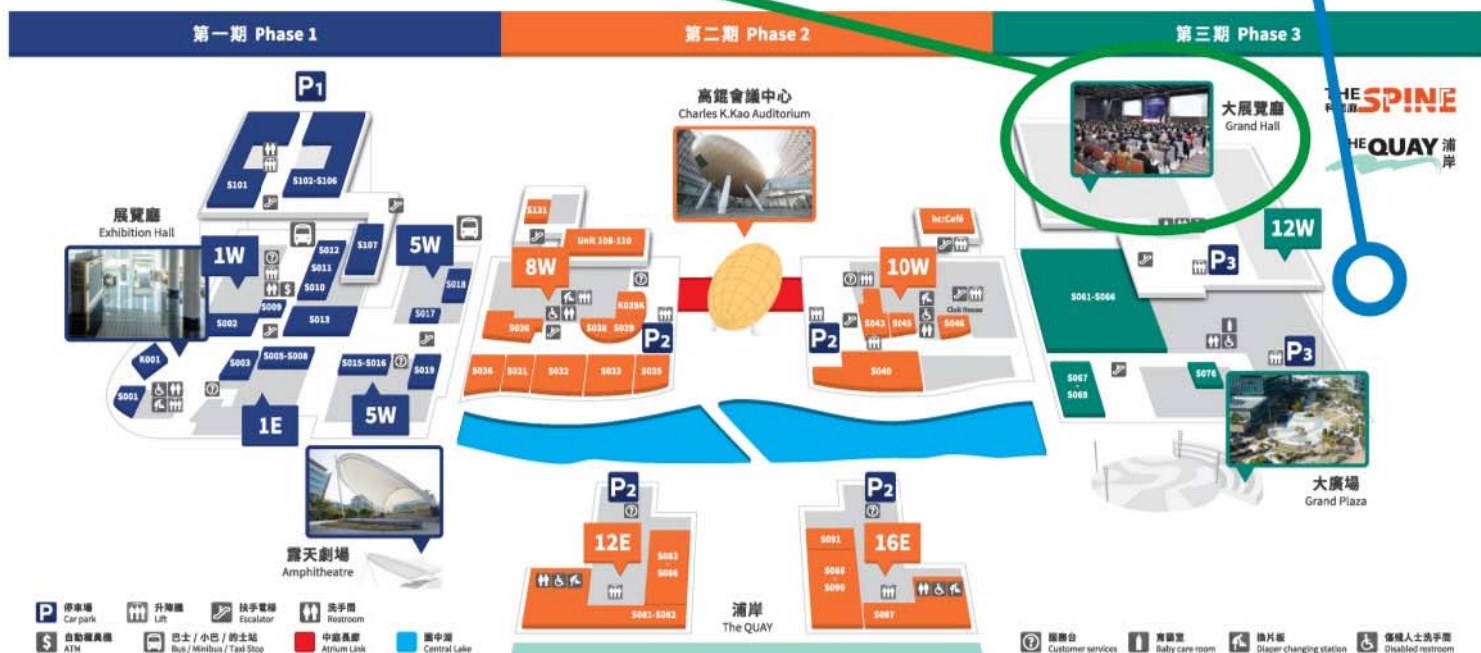 第一期 Phase 1
第二期 Phase 2
第三期 Phase 3
P1
S101
S102-S106
展覽廳
Exhibition Hall
1W
S012
S011
S010
S009
S107
5W
S018
S017
S002
S013
K001
S003
S005-S008
S015-S016
S019
S001
1E
5W
露天劇場
Amphitheatre
高錕會議中心
Charles K.Kao Auditorium
S131
Unit 108-110
8W
K039A
S036
S038
S039
P2
S036
S031
S032
S033
S035
hc:Café
10W
Club House
S043
S045
S046
P2
S040
P2
12E
S083
-
S086
S081-S082
浦岸
The QUAY
P2
16E
S091
S088
-
S090
S087
大展覽廳
Grand Hall
THE SPINE
THE QUAY 浦岸
12W
P3
S061-S066
P3
S067
-
S069
S076
大廣場
Grand Plaza
P 停車場 Car park
升降機 Lift
扶手電梯 Escalator
洗手間 Restroom
$ 自動櫃員機 ATM
巴士 / 小巴 / 的士站 Bus / Minibus / Taxi Stop
中庭長廊 Atrium Link
園中湖 Central Lake
服務台 Customer services
育嬰室 Baby care room
換片板 Diaper changing station
傷殘人士洗手間 Disabled restroom